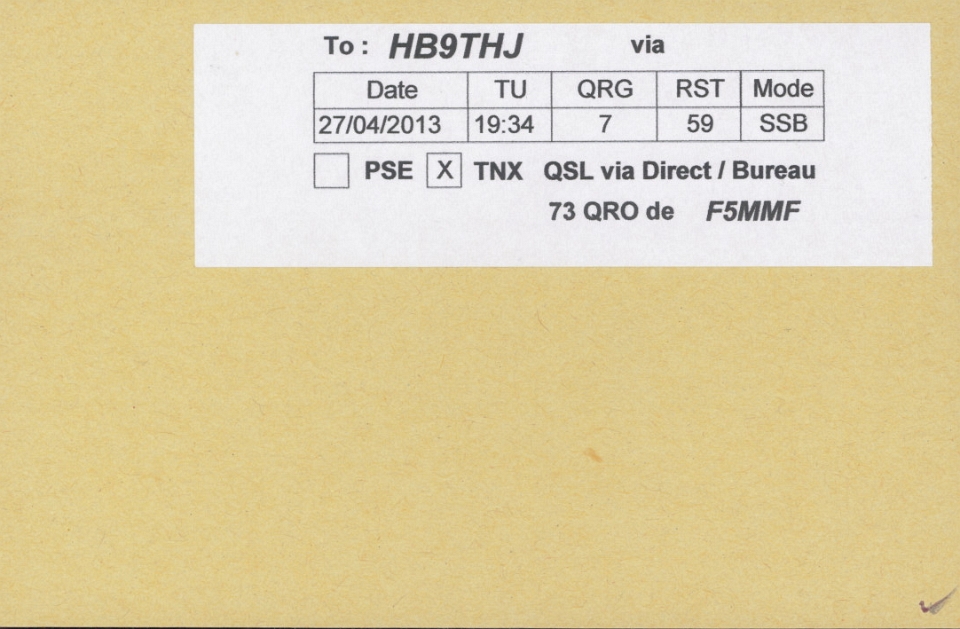 To : HB9THJ via
Date TU QRG RST Mode
27/04/2013 19:34 7 59 SSB
PSE X TNX QSL via Direct / Bureau
73 QRO de F5MMF